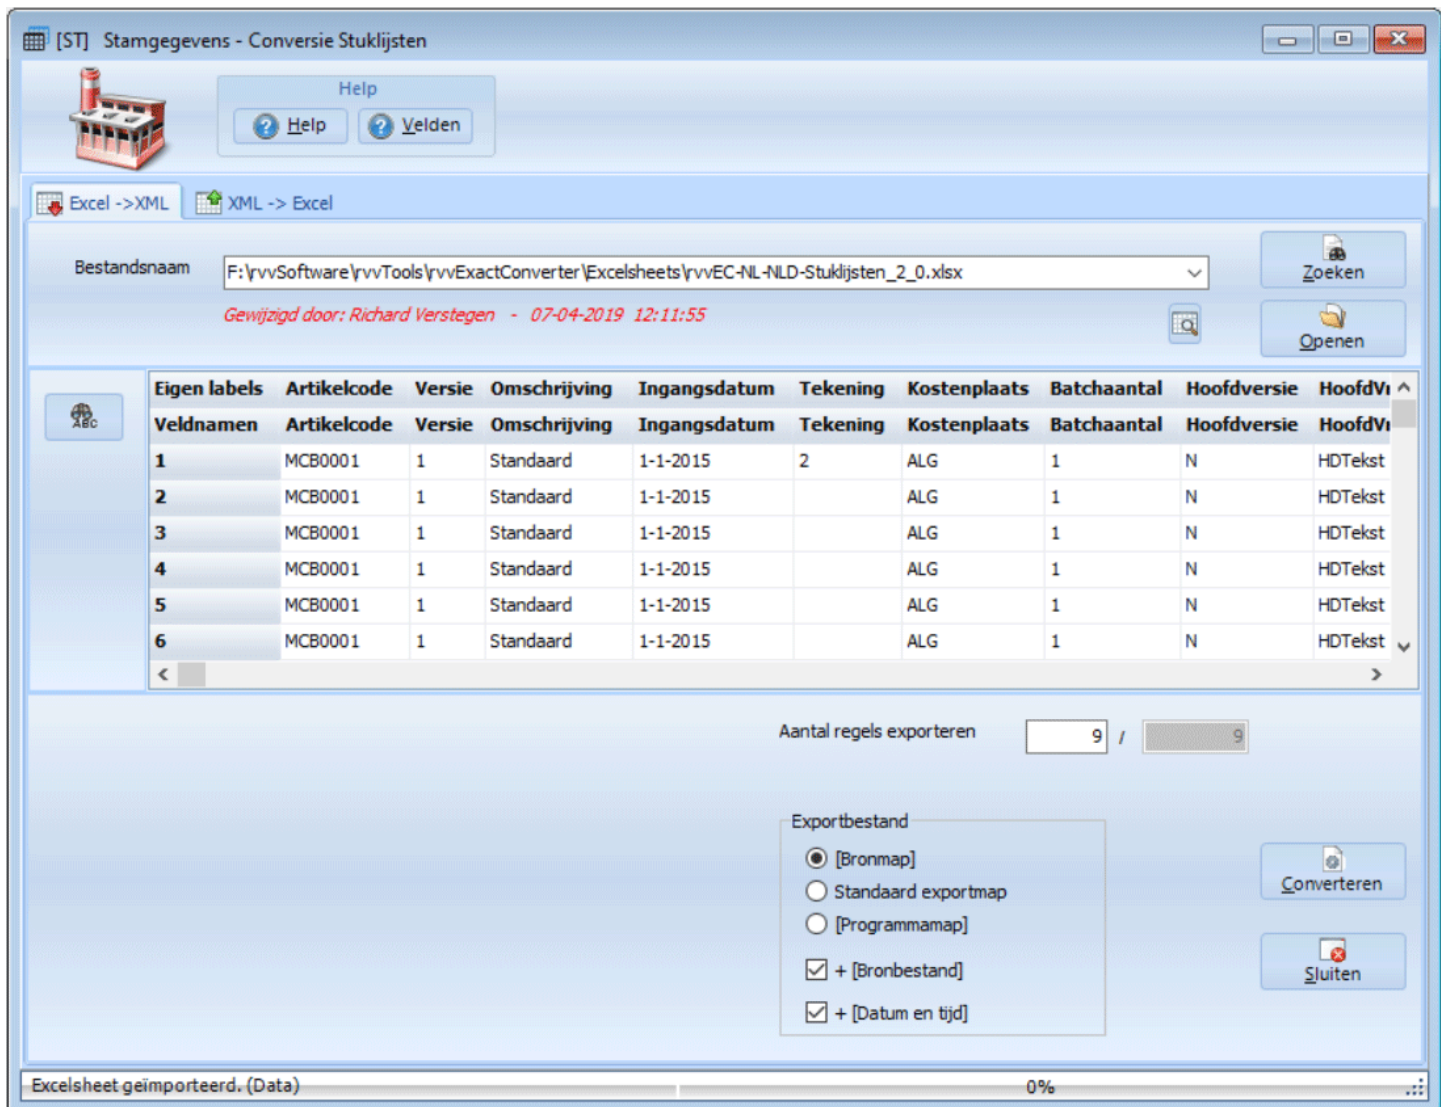 [ST] Stamgegevens - Conversie Stuklijsten
Help
Help Velden
Excel ->XML XML -> Excel
Bestandsnaam F:\rvvSoftware\rvvTools\rvvExactConverter\Excelsheets\rvvEC-NL-NLD-Stuklijsten_2_0.xlsx Zoeken
Gewijzigd door: Richard Verstegen - 07-04-2019 12:11:55
Openen
ABC
Eigen labels Artikelcode Versie Omschrijving Ingangsdatum Tekening Kostenplaats Batchaantal Hoofdversie HoofdVr
Veldnamen Artikelcode Versie Omschrijving Ingangsdatum Tekening Kostenplaats Batchaantal Hoofdversie HoofdVr
1 MCB0001 1 Standaard 1-1-2015 2 ALG 1 N HDTekst
2 MCB0001 1 Standaard 1-1-2015 ALG 1 N HDTekst
3 MCB0001 1 Standaard 1-1-2015 ALG 1 N HDTekst
4 MCB0001 1 Standaard 1-1-2015 ALG 1 N HDTekst
5 MCB0001 1 Standaard 1-1-2015 ALG 1 N HDTekst
6 MCB0001 1 Standaard 1-1-2015 ALG 1 N HDTekst
Aantal regels exporteren 9 / 9
Exportbestand
[Bronmap]
Standaard exportmap
[Programmamap]
+ [Bronbestand]
+ [Datum en tijd]
Converteren
Sluiten
Excelsheet geïmporteerd. (Data) 0%